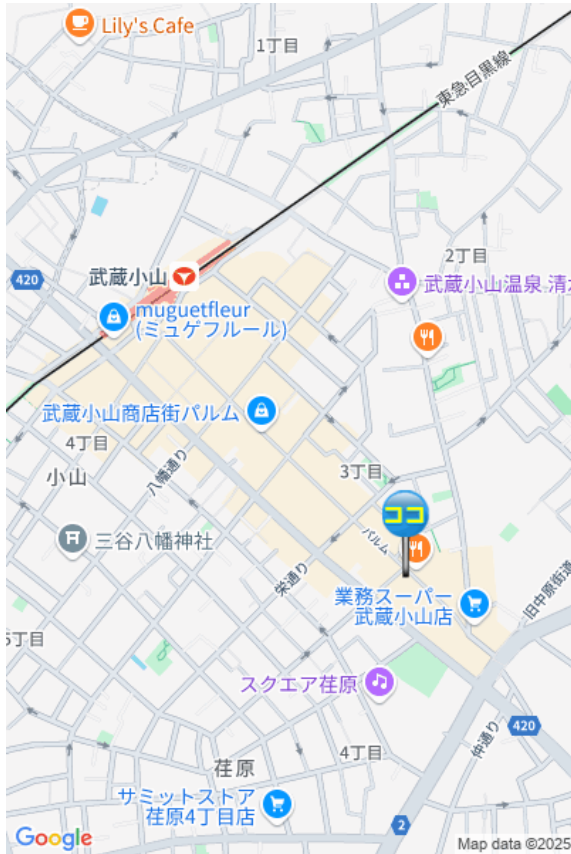 Lily's Cafe
1丁目
東急目黒線
2丁目
武蔵小山
武蔵小山温泉 清水
420
muguetfleur
(ミュゲフルール)
武蔵小山商店街パルム
4丁目
八幡通り
小山
3丁目
ココ
パルム
三谷八幡神社
栄通り
業務スーパー
武蔵小山店
旧中原街道
5丁目
スクエア荏原
420
仲通り
4丁目
荏原
サミットストア
荏原4丁目店
2
Google
Map data ©2025